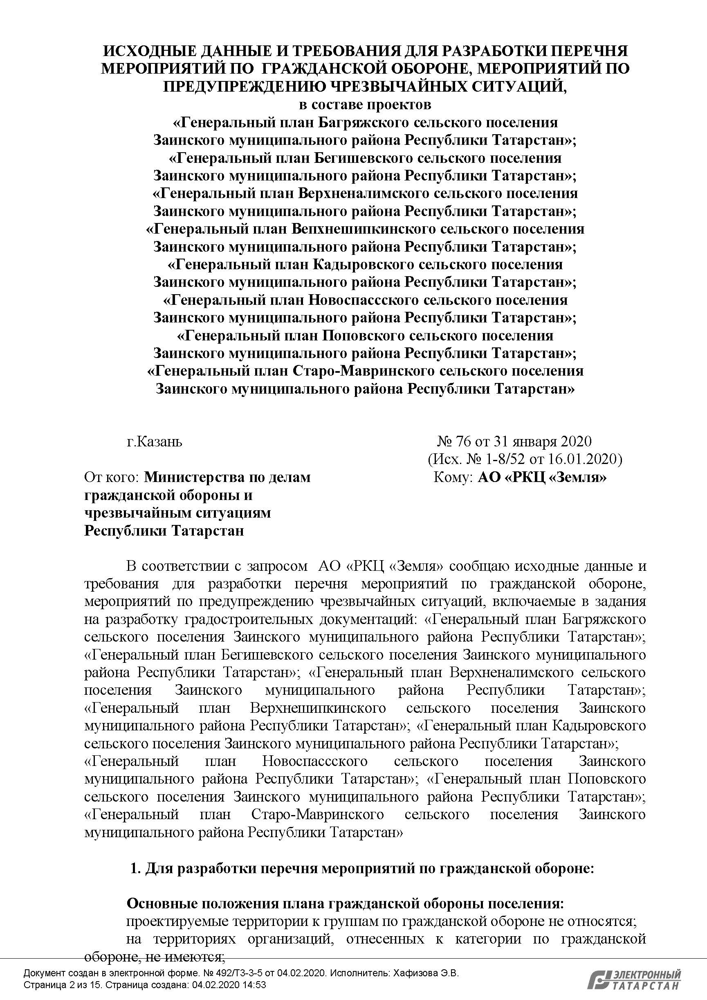 ИСХОДНЫЕ ДАННЫЕ И ТРЕБОВАНИЯ ДЛЯ РАЗРАБОТКИ ПЕРЕЧНЯ
МЕРОПРИЯТИЙ ПО ГРАЖДАНСКОЙ ОБОРОНЕ, МЕРОПРИЯТИЙ ПО
ПРЕДУПРЕЖДЕНИЮ ЧРЕЗВЫЧАЙНЫХ СИТУАЦИЙ,
в составе проектов
«Генеральный план Багряжского сельского поселения
Заинского муниципального района Республики Татарстан»;
«Генеральный план Бегишевского сельского поселения
Заинского муниципального района Республики Татарстан»;
«Генеральный план Верхненалимского сельского поселения
Заинского муниципального района Республики Татарстан»;
«Генеральный план Вепхнешипкинского сельского поселения
Заинского муниципального района Республики Татарстан»;
«Генеральный план Кадыровского сельского поселения
Заинского муниципального района Республики Татарстан»;
«Генеральный план Новоспассского сельского поселения
Заинского муниципального района Республики Татарстан»;
«Генеральный план Поповского сельского поселения
Заинского муниципального района Республики Татарстан»;
«Генеральный план Старо-Мавринского сельского поселения
Заинского муниципального района Республики Татарстан»
г.Казань № 76 от 31 января 2020
(Исх. № 1-8/52 от 16.01.2020)
От кого: Министерства по делам Кому: АО «РКЦ «Земля»
гражданской обороны и
чрезвычайным ситуациям
Республики Татарстан
В соответствии с запросом АО «РКЦ «Земля» сообщаю исходные данные и
требования для разработки перечня мероприятий по гражданской обороне,
мероприятий по предупреждению чрезвычайных ситуаций, включаемые в задания
на разработку градостроительных документаций: «Генеральный план Багряжского
сельского поселения Заинского муниципального района Республики Татарстан»;
«Генеральный план Бегишевского сельского поселения Заинского муниципального
района Республики Татарстан»; «Генеральный план Верхненалимского сельского
поселения Заинского муниципального района Республики Татарстан»;
«Генеральный план Верхнешипкинского сельского поселения Заинского
муниципального района Республики Татарстан»; «Генеральный план Кадыровского
сельского поселения Заинского муниципального района Республики Татарстан»;
«Генеральный план Новоспассского сельского поселения Заинского
муниципального района Республики Татарстан»; «Генеральный план Поповского
сельского поселения Заинского муниципального района Республики Татарстан»;
«Генеральный план Старо-Мавринского сельского поселения Заинского
муниципального района Республики Татарстан»
1. Для разработки перечня мероприятий по гражданской обороне:
Основные положения плана гражданской обороны поселения:
проектируемые территории к группам по гражданской обороне не относятся;
на территориях организаций, отнесенных к категории по гражданской
обороне, не имеются;
Документ создан в электронной форме. № 492/ТЗ-3-5 от 04.02.2020. Исполнитель: Хафизова Э.В.
Страница 2 из 15. Страница создана: 04.02.2020 14:53
ЭЛЕКТРОННЫЙ
ТАТАРСТАН